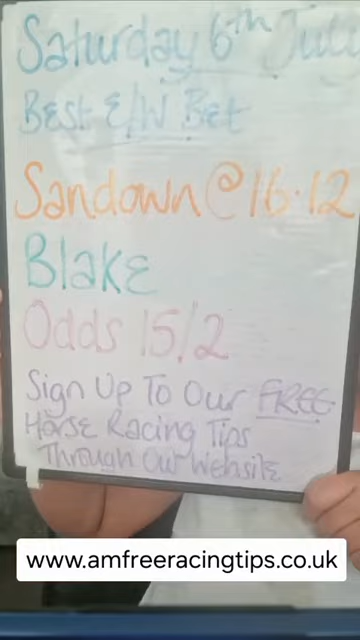 Saturday 6th July
Best E/W Bet
Sandown @ 16.12
Blake
Odds 15/2
Sign Up To Our FREE
Horse Racing Tips
Through Our Website
www.amfreeracingtips.co.uk